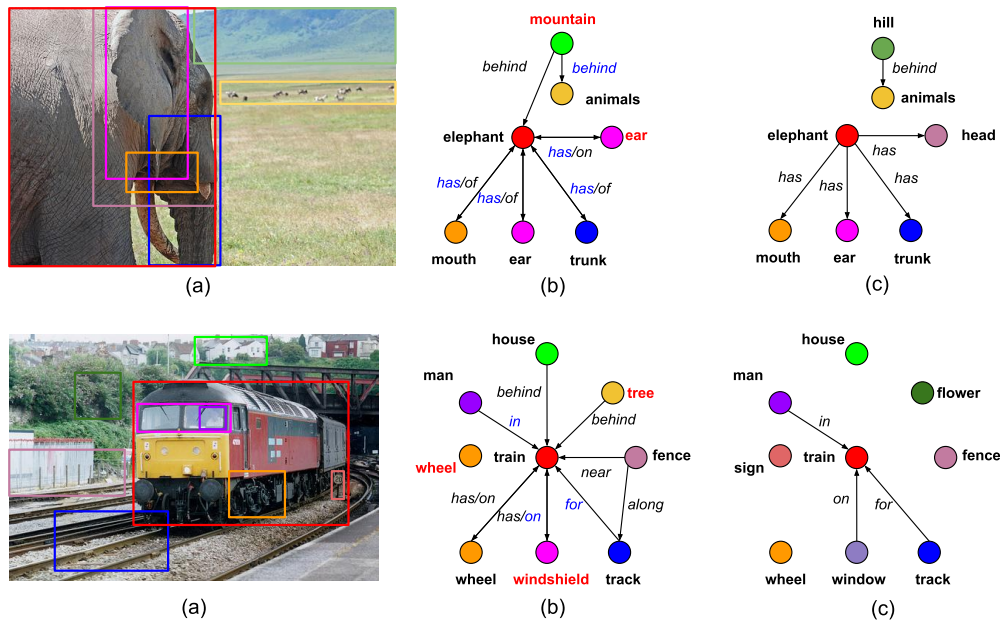 mountain
behind
behind
animals
elephant
ear
has/on
has/of
has/of
has/of
mouth
ear
trunk
hill
behind
animals
elephant
head
has
has
has
has
mouth
ear
trunk
(a)
(b)
(c)
house
man
behind
in
tree
behind
wheel
train
fence
near
has/on
has/on
for
along
wheel
windshield
track
house
man
flower
in
sign
train
fence
on
for
wheel
window
track
(a)
(b)
(c)